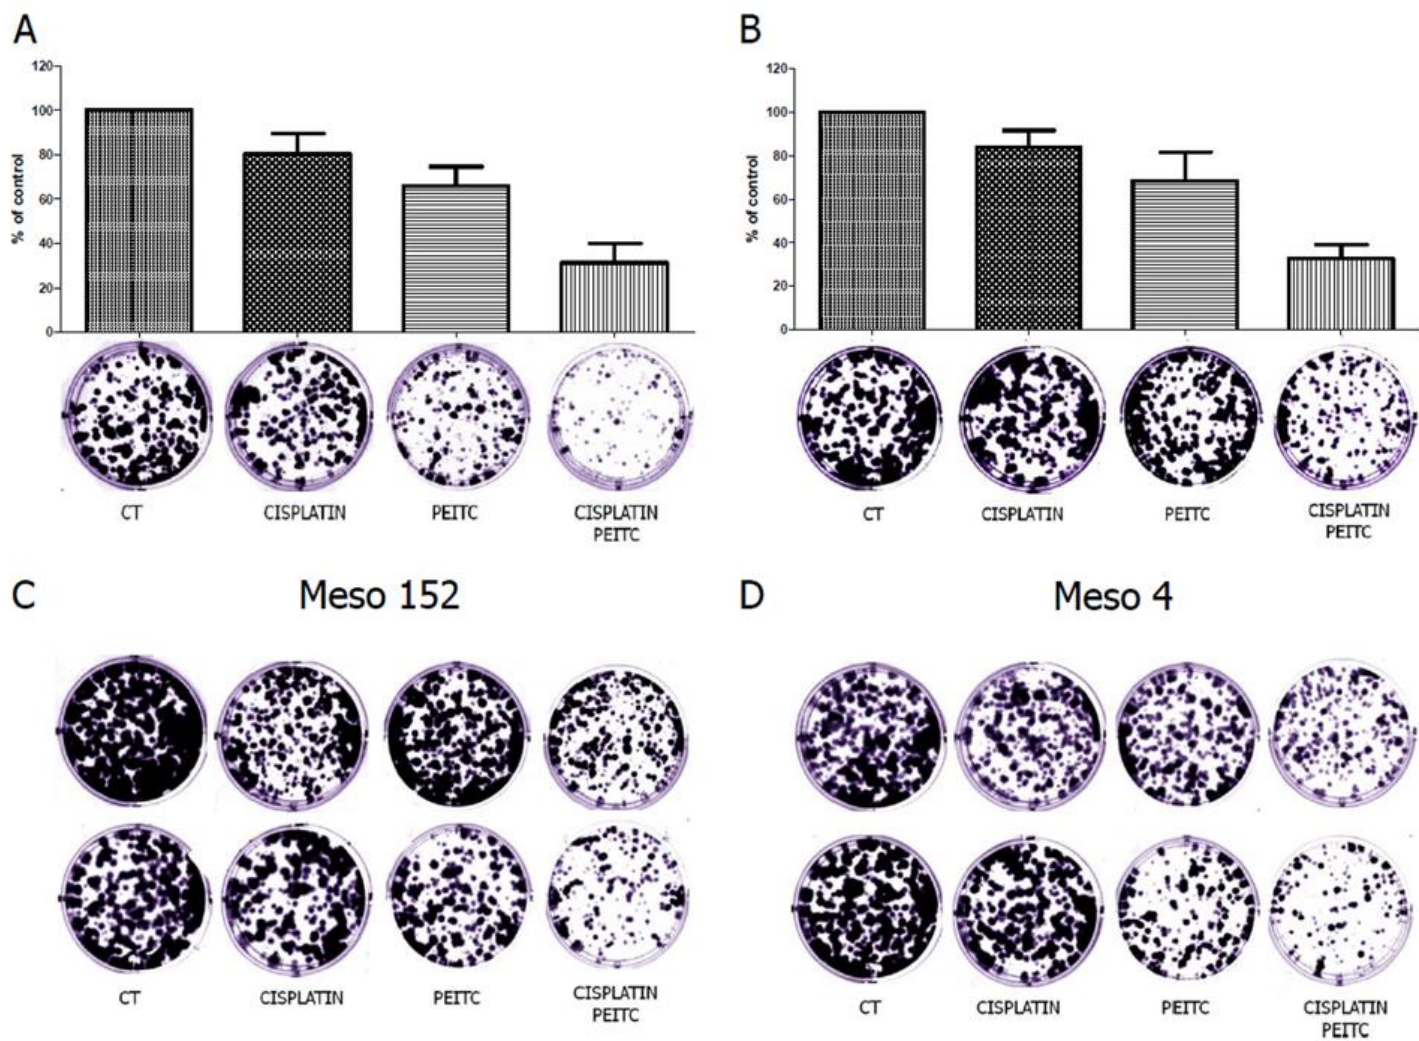 A
B
% of control
120
100
80
60
40
20
0
% of control
120
100
80
60
40
20
0
CT
CISPLATIN
PEITC
CISPLATIN
PEITC
CT
CISPLATIN
PEITC
CISPLATIN
PEITC
C
Meso 152
D
Meso 4
CT
CISPLATIN
PEITC
CISPLATIN
PEITC
CT
CISPLATIN
PEITC
CISPLATIN
PEITC